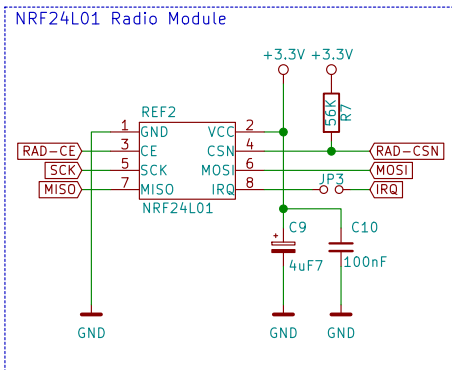 NRF24L01 Radio Module
+3.3V +3.3V
56K R7
REF2
1 GND VCC 2
RAD-CE 3 CE CSN 4 RAD-CSN
SCK 5 SCK MOSI 6 MOSI
MISO 7 MISO IRQ 8 JP3 IRQ
NRF24L01
C9 C10
+
4uF7 100nF
GND GND GND